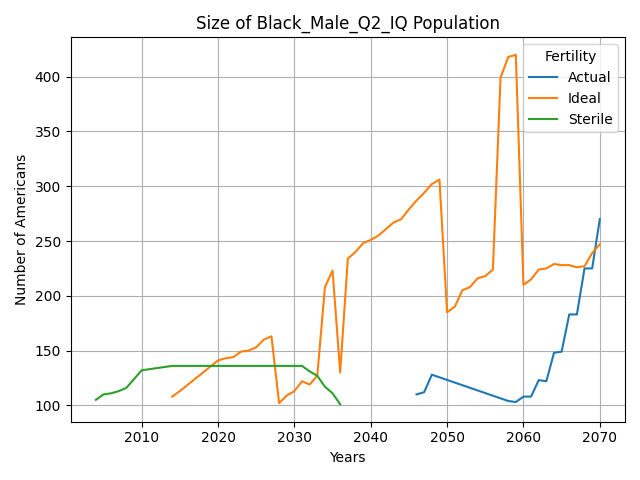 Size of Black_Male_Q2_IQ Population
Number of Americans
400
350
300
250
200
150
100
Fertility
Actual
Ideal
Sterile
2010 2020 2030 2040 2050 2060 2070
Years